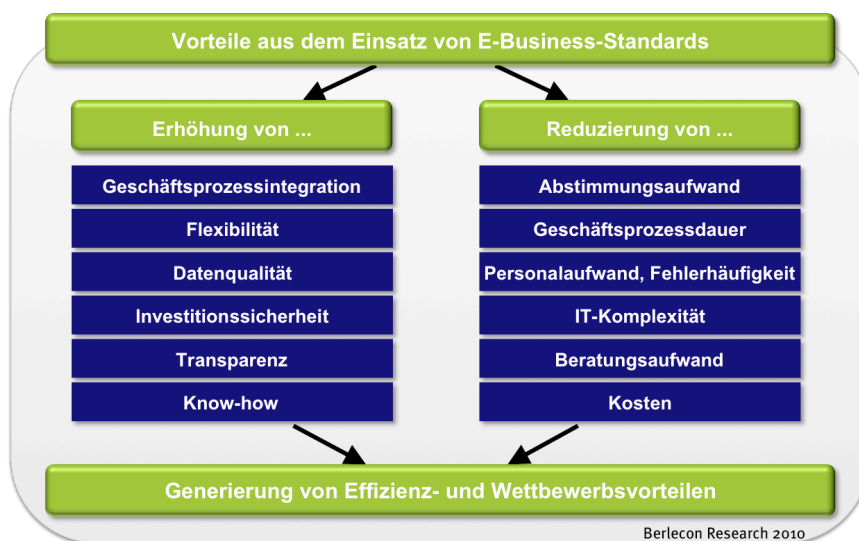 Vorteile aus dem Einsatz von E-Business-Standards
Erhöhung von ...
Geschäftsprozessintegration
Flexibilität
Datenqualität
Investitionssicherheit
Transparenz
Know-how
Reduzierung von ...
Abstimmungsaufwand
Geschäftsprozessdauer
Personalaufwand, Fehlerhäufigkeit
IT-Komplexität
Beratungsaufwand
Kosten
Generierung von Effizienz- und Wettbewerbsvorteilen
Berlecon Research 2010